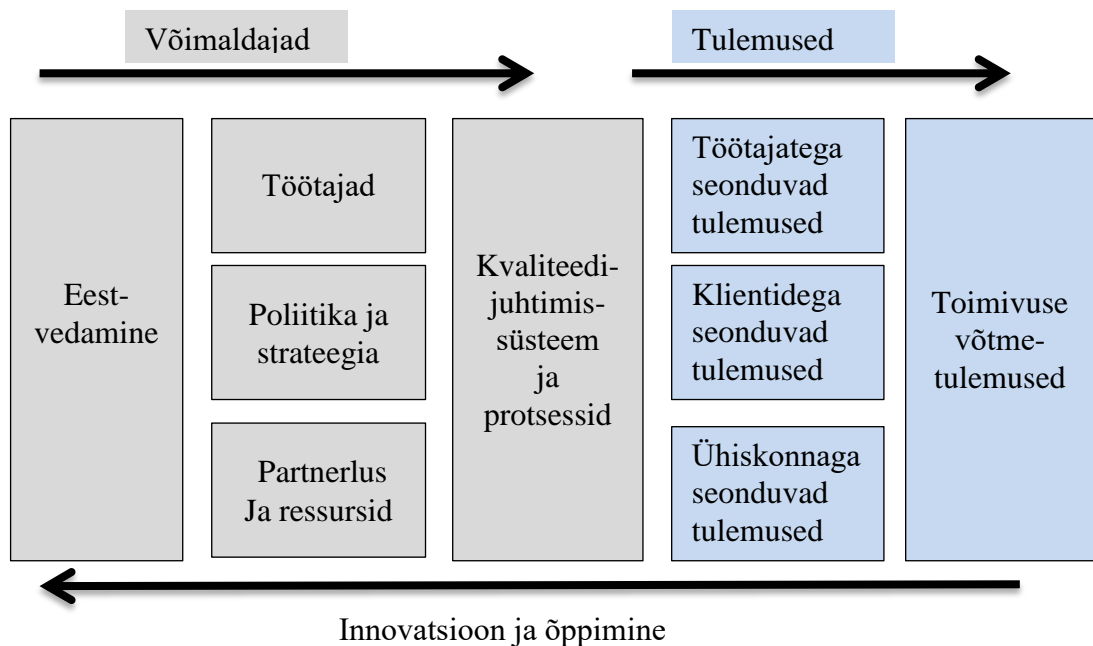 Võimaldajad
Tulemused
Eest-
vedamine
Töötajad
Poliitika ja
strateegia
Partnerlus
Ja ressursid
Kvaliteedi-
juhtimis-
süsteem
ja
protsessid
Töötajatega
seonduvad
tulemused
Klientidega
seonduvad
tulemused
Ühiskonnaga
seonduvad
tulemused
Toimivuse
võtme-
tulemused
Innovatsioon ja õppimine